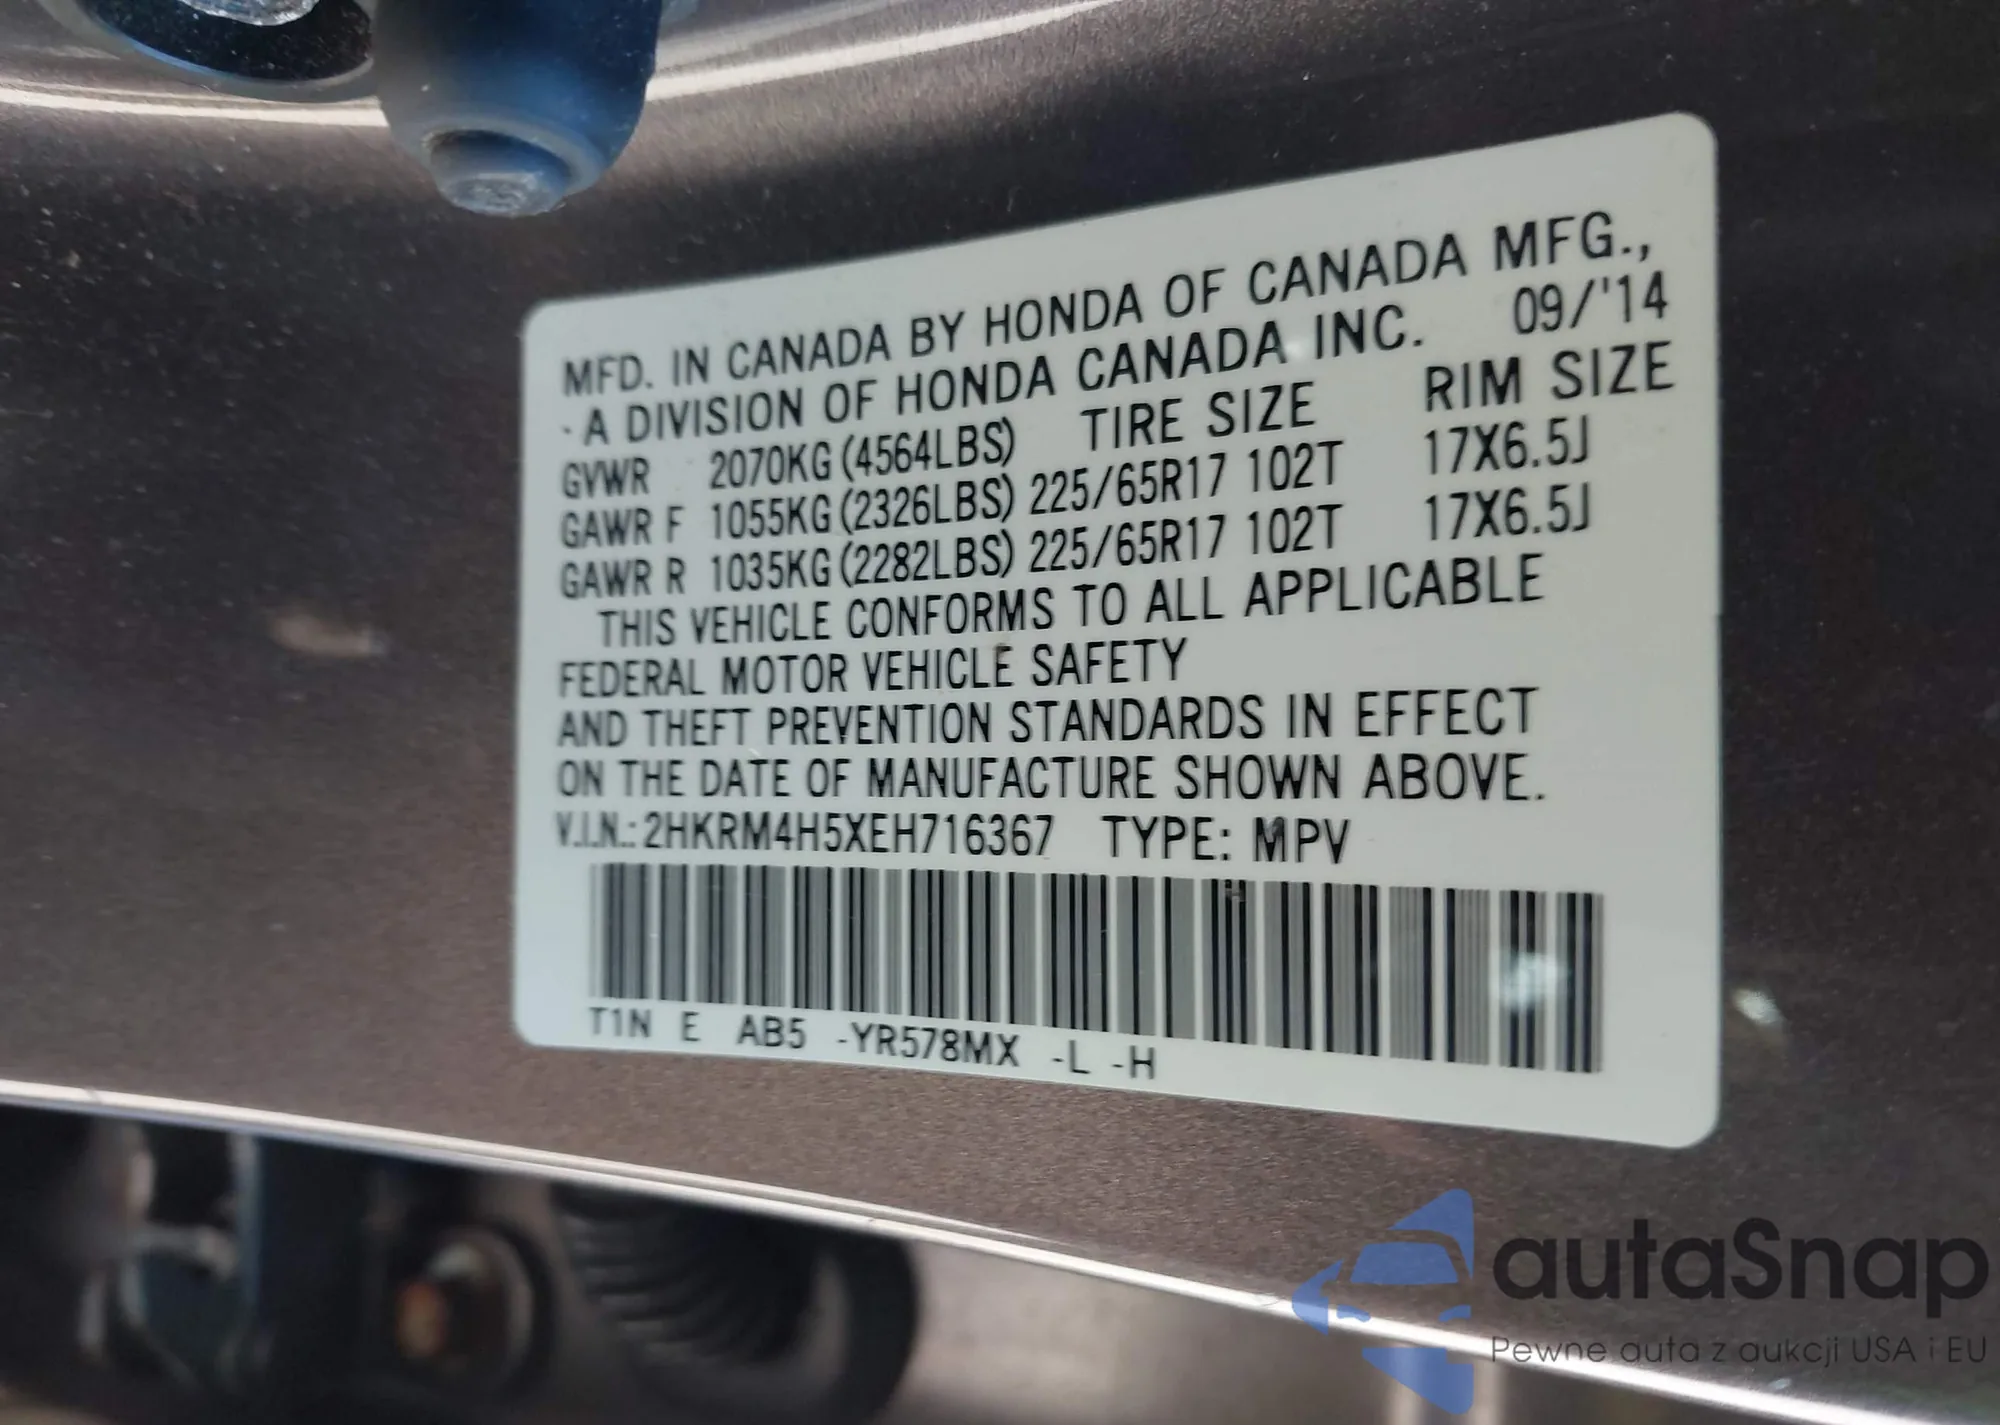 MFD. IN CANADA BY HONDA OF CANADA MFG.,
- A DIVISION OF HONDA CANADA INC. 09/'14
GVWR 2070KG (4564LBS) TIRE SIZE RIM SIZE
GAWR F 1055KG (2326LBS) 225/65R17 102T 17X6.5J
GAWR R 1035KG (2282LBS) 225/65R17 102T 17X6.5J
THIS VEHICLE CONFORMS TO ALL APPLICABLE
FEDERAL MOTOR VEHICLE SAFETY
AND THEFT PREVENTION STANDARDS IN EFFECT
ON THE DATE OF MANUFACTURE SHOWN ABOVE.
V.I.N.: 2HKRM4H5XEH716367 TYPE: MPV
T1N E AB5 -YR578MX -L -H
autaSnap
Pewne auta z aukcji USA i EU